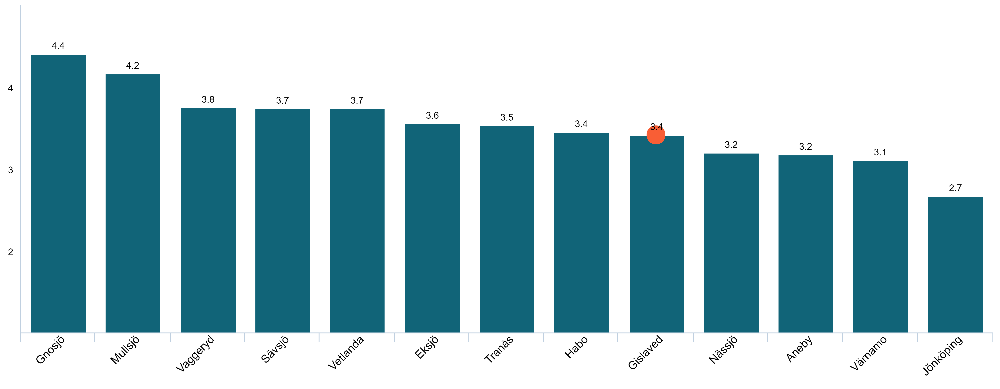 4.4
4.2
3.8
3.7
3.7
3.6
3.5
3.4
3.4
3.2
3.2
3.1
2.7
4
3
2
Gnosjö
Mullsjö
Vaggeryd
Sävsjö
Vetlanda
Eksjö
Tranås
Habo
Gislaved
Nässjö
Aneby
Värnamo
Jönköping